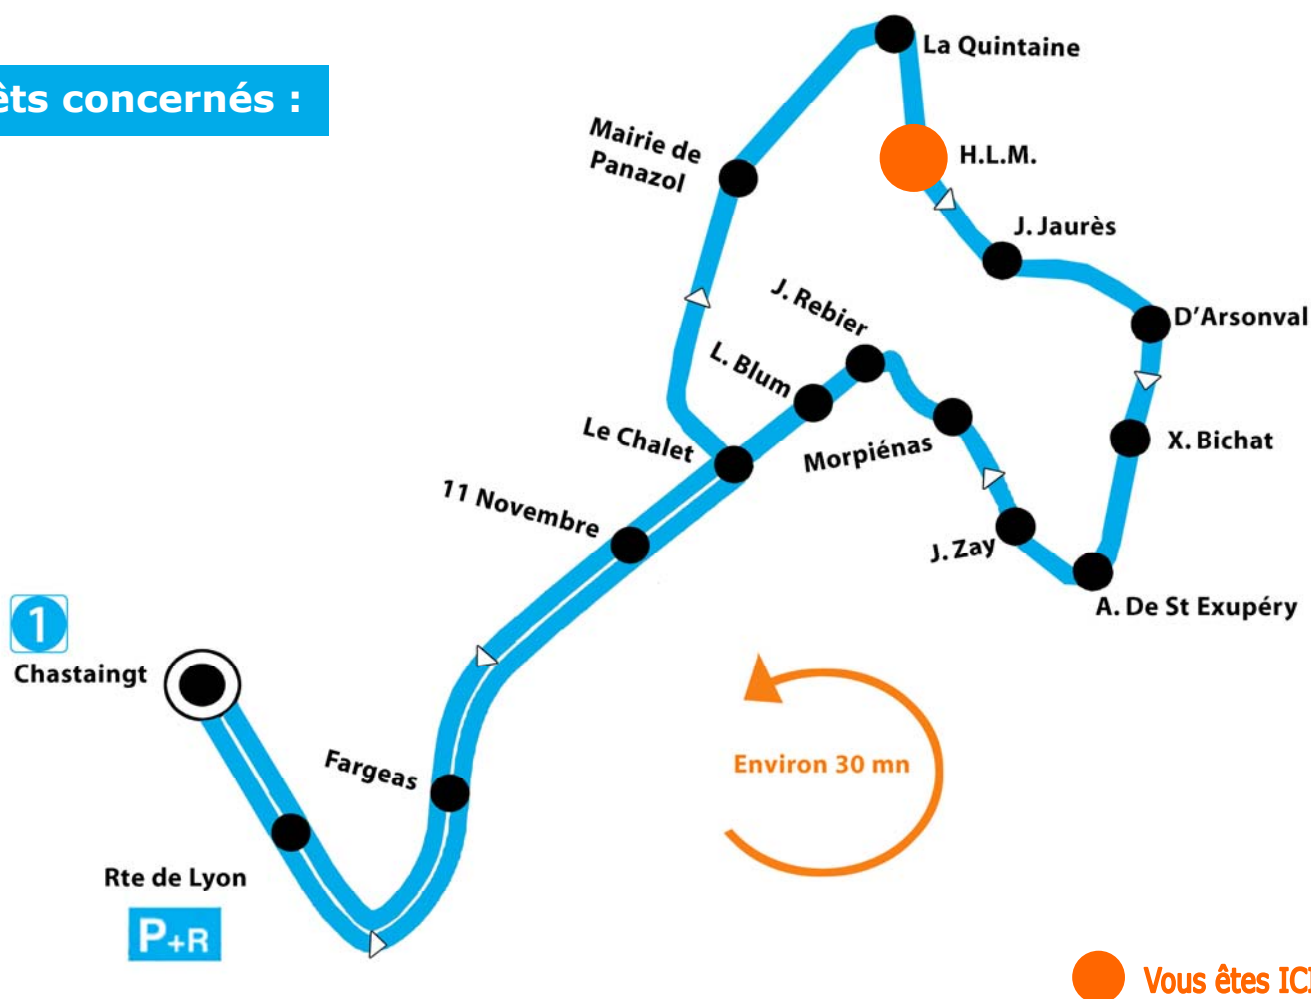 êts concernés :
La Quintaine
Mairie de
Panazol
H.L.M.
J. Jaurès
J. Rebier
D'Arsonval
L. Blum
Le Chalet
Morpiénas
X. Bichat
11 Novembre
J. Zay
A. De St Exupéry
1
Chastaingt
Fargeas
Environ 30 mn
Rte de Lyon
P+R
Vous êtes ICI